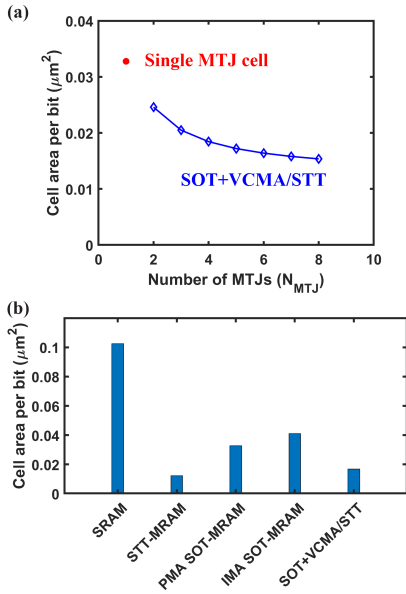 (a)
0.04
0.03
0.02
0.01
0
Cell area per bit (μm²)
Single MTJ cell
SOT+VCMA/STT
0 2 4 6 8 10
Number of MTJs (N_MTJ)
(b)
0.1
0.08
0.06
0.04
0.02
0
Cell area per bit (μm²)
SRAM
STT-MRAM
PMA SOT-MRAM
IMA SOT-MRAM
SOT+VCMA/STT